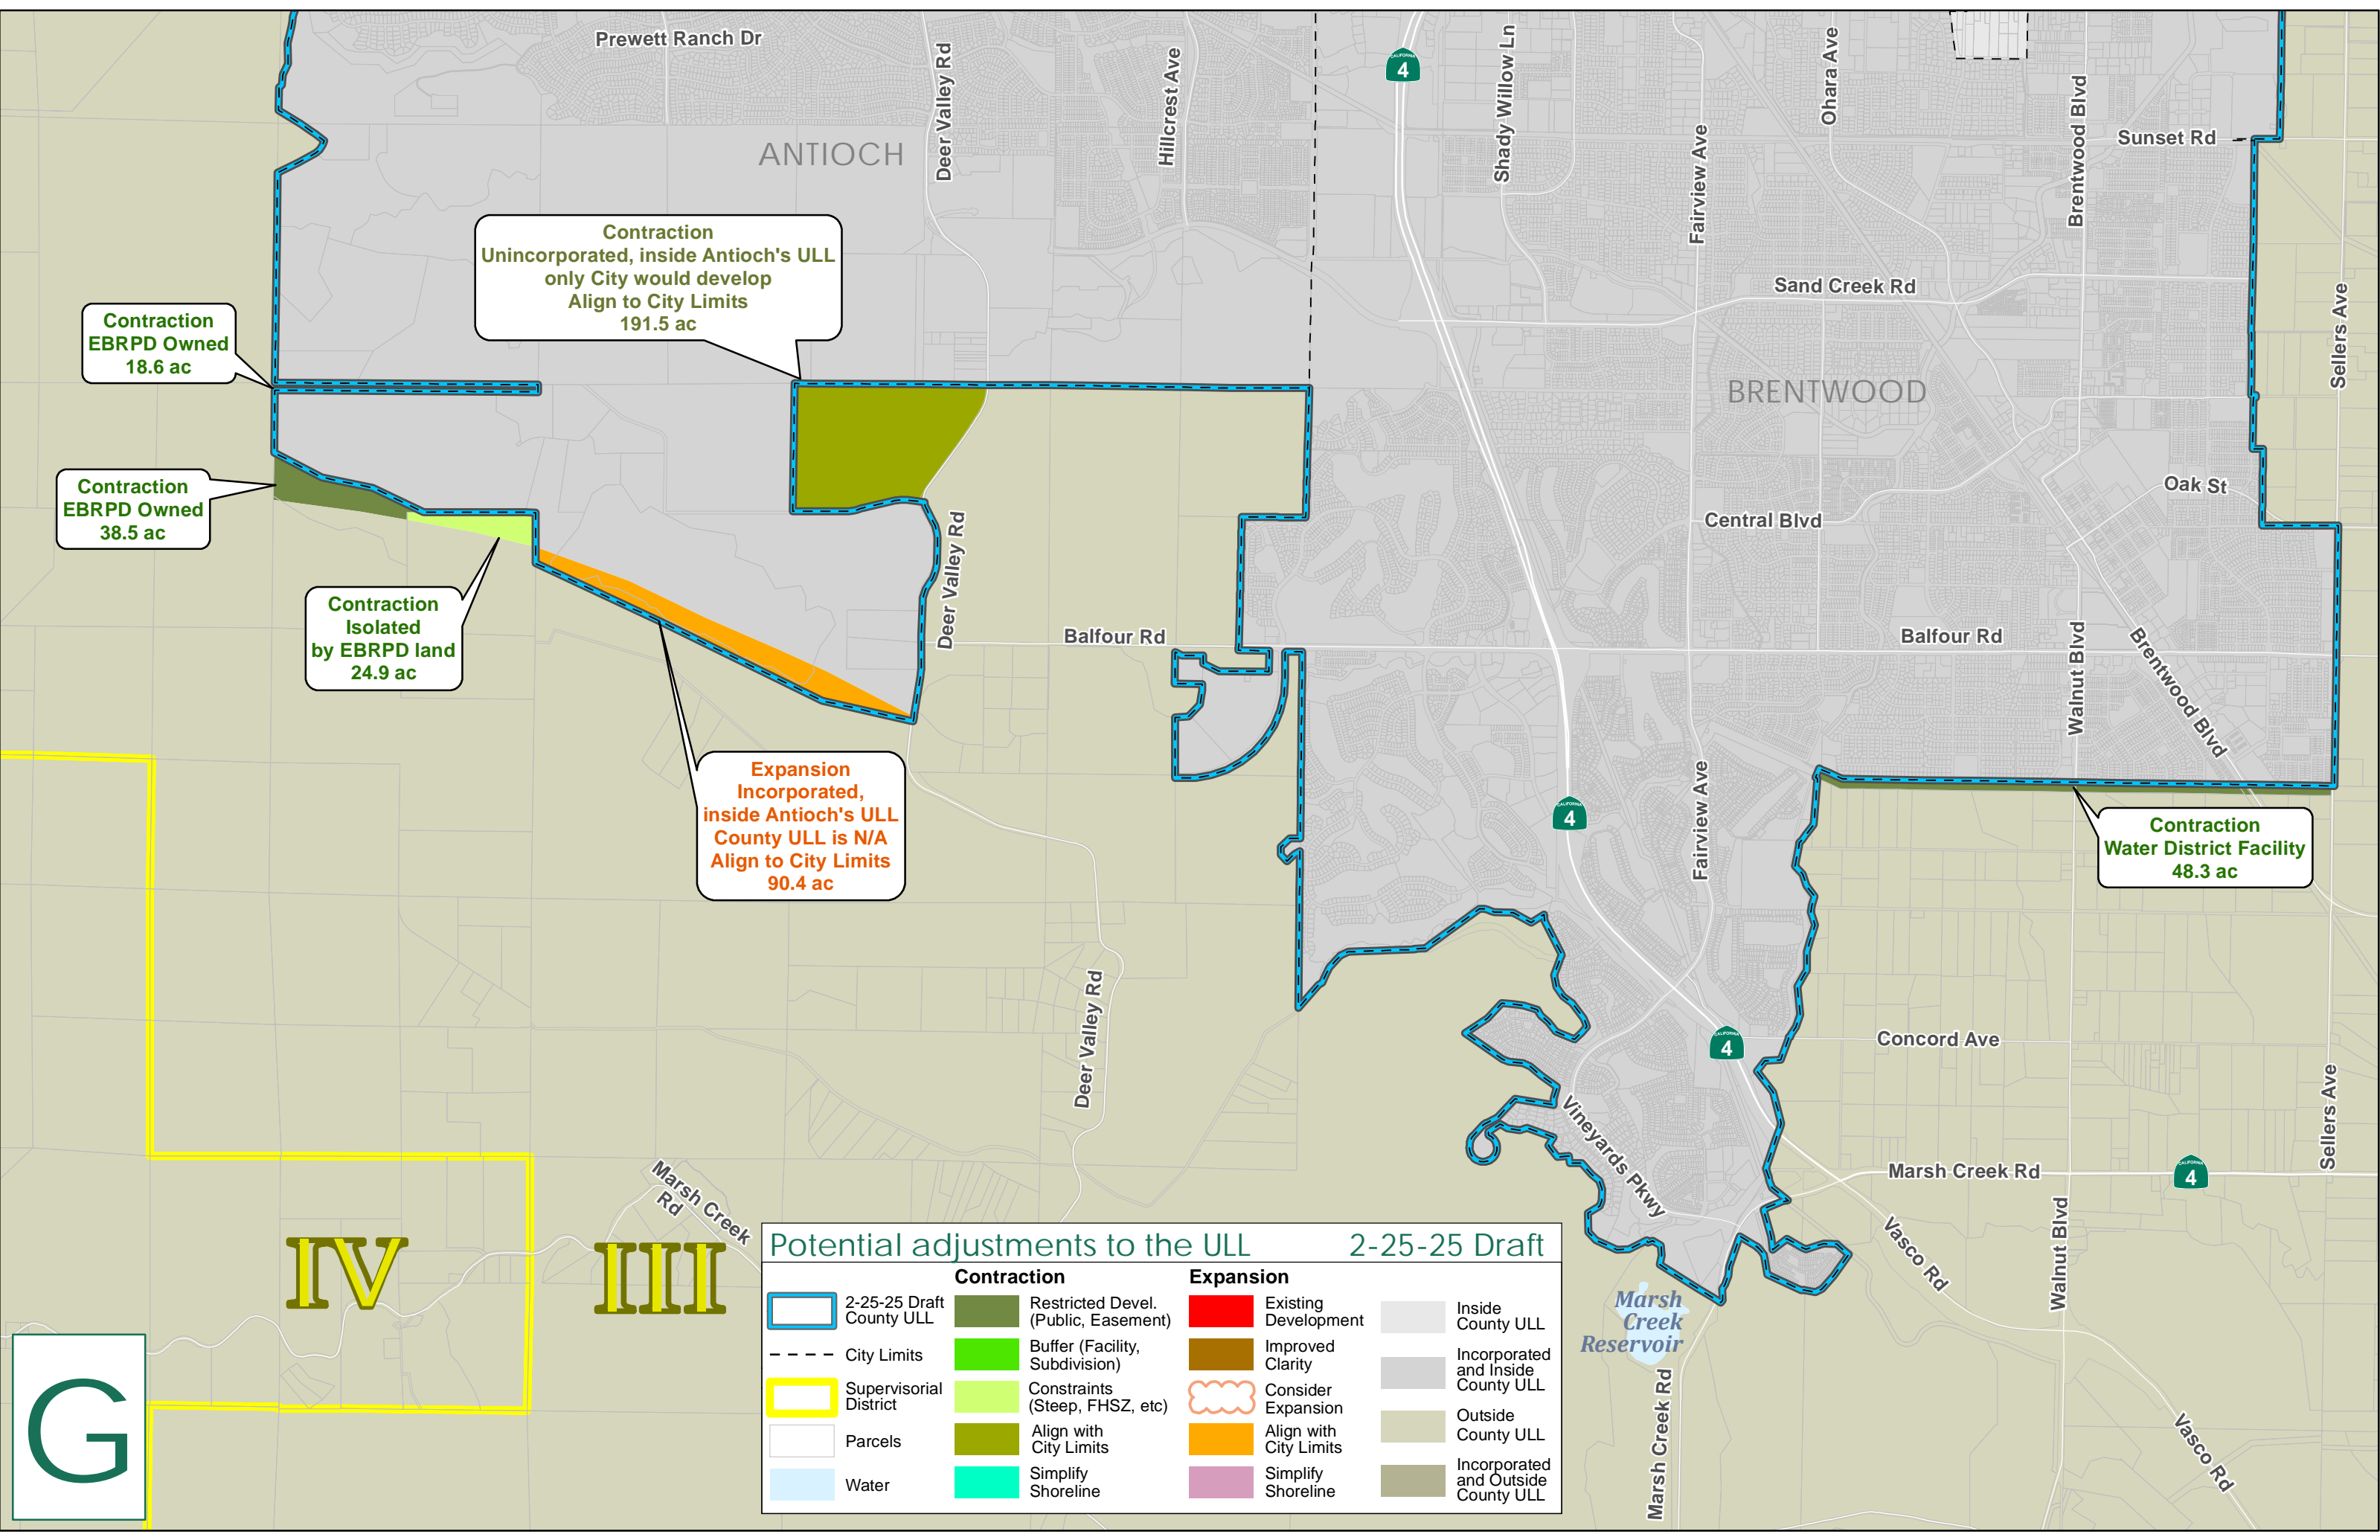 Prewett Ranch Dr
Deer Valley Rd
Hillcrest Ave
CALIFORNIA
4
Shady Willow Ln
Fairview Ave
Ohara Ave
Brentwood Blvd
Sunset Rd
ANTIOCH
Contraction
Unincorporated, inside Antioch's ULL
only City would develop
Align to City Limits
191.5 ac
Sand Creek Rd
Sellers Ave
Contraction
EBRPD Owned
18.6 ac
BRENTWOOD
Contraction
EBRPD Owned
38.5 ac
Oak St
Central Blvd
Deer Valley Rd
Contraction
Isolated
by EBRPD land
24.9 ac
Balfour Rd
Balfour Rd
Walnut Blvd
Brentwood Blvd
Expansion
Incorporated,
inside Antioch's ULL
County ULL is N/A
Align to City Limits
90.4 ac
CALIFORNIA
4
Fairview Ave
Contraction
Water District Facility
48.3 ac
Deer Valley Rd
CALIFORNIA
4
Concord Ave
Sellers Ave
Vineyards Pkwy
Marsh Creek Rd
CALIFORNIA
4
Marsh Creek
Rd
Walnut Blvd
Vasco Rd
IV
III
Marsh
Creek
Reservoir
Marsh Creek Rd
Vasco Rd
G
Potential adjustments to the ULL 2-25-25 Draft
2-25-25 Draft
County ULL
City Limits
Supervisorial
District
Parcels
Water
Contraction
Restricted Devel.
(Public, Easement)
Buffer (Facility,
Subdivision)
Constraints
(Steep, FHSZ, etc)
Align with
City Limits
Simplify
Shoreline
Expansion
Existing
Development
Improved
Clarity
Consider
Expansion
Align with
City Limits
Simplify
Shoreline
Inside
County ULL
Incorporated
and Inside
County ULL
Outside
County ULL
Incorporated
and Outside
County ULL